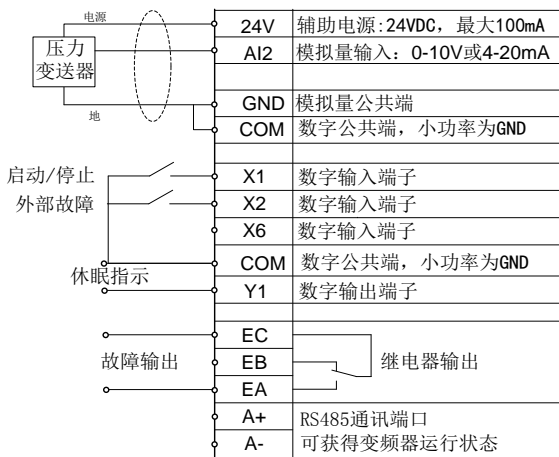 电源
压力
变送器
地
24V 辅助电源:24VDC，最大100mA
AI2 模拟量输入：0-10V或4-20mA
GND 模拟量公共端
COM 数字公共端，小功率为GND
启动/停止 X1 数字输入端子
外部故障 X2 数字输入端子
X6 数字输入端子
COM 数字公共端，小功率为GND
休眠指示
Y1 数字输出端子
EC
故障输出 EB 继电器输出
EA
A+ RS485通讯端口
A- 可获得变频器运行状态